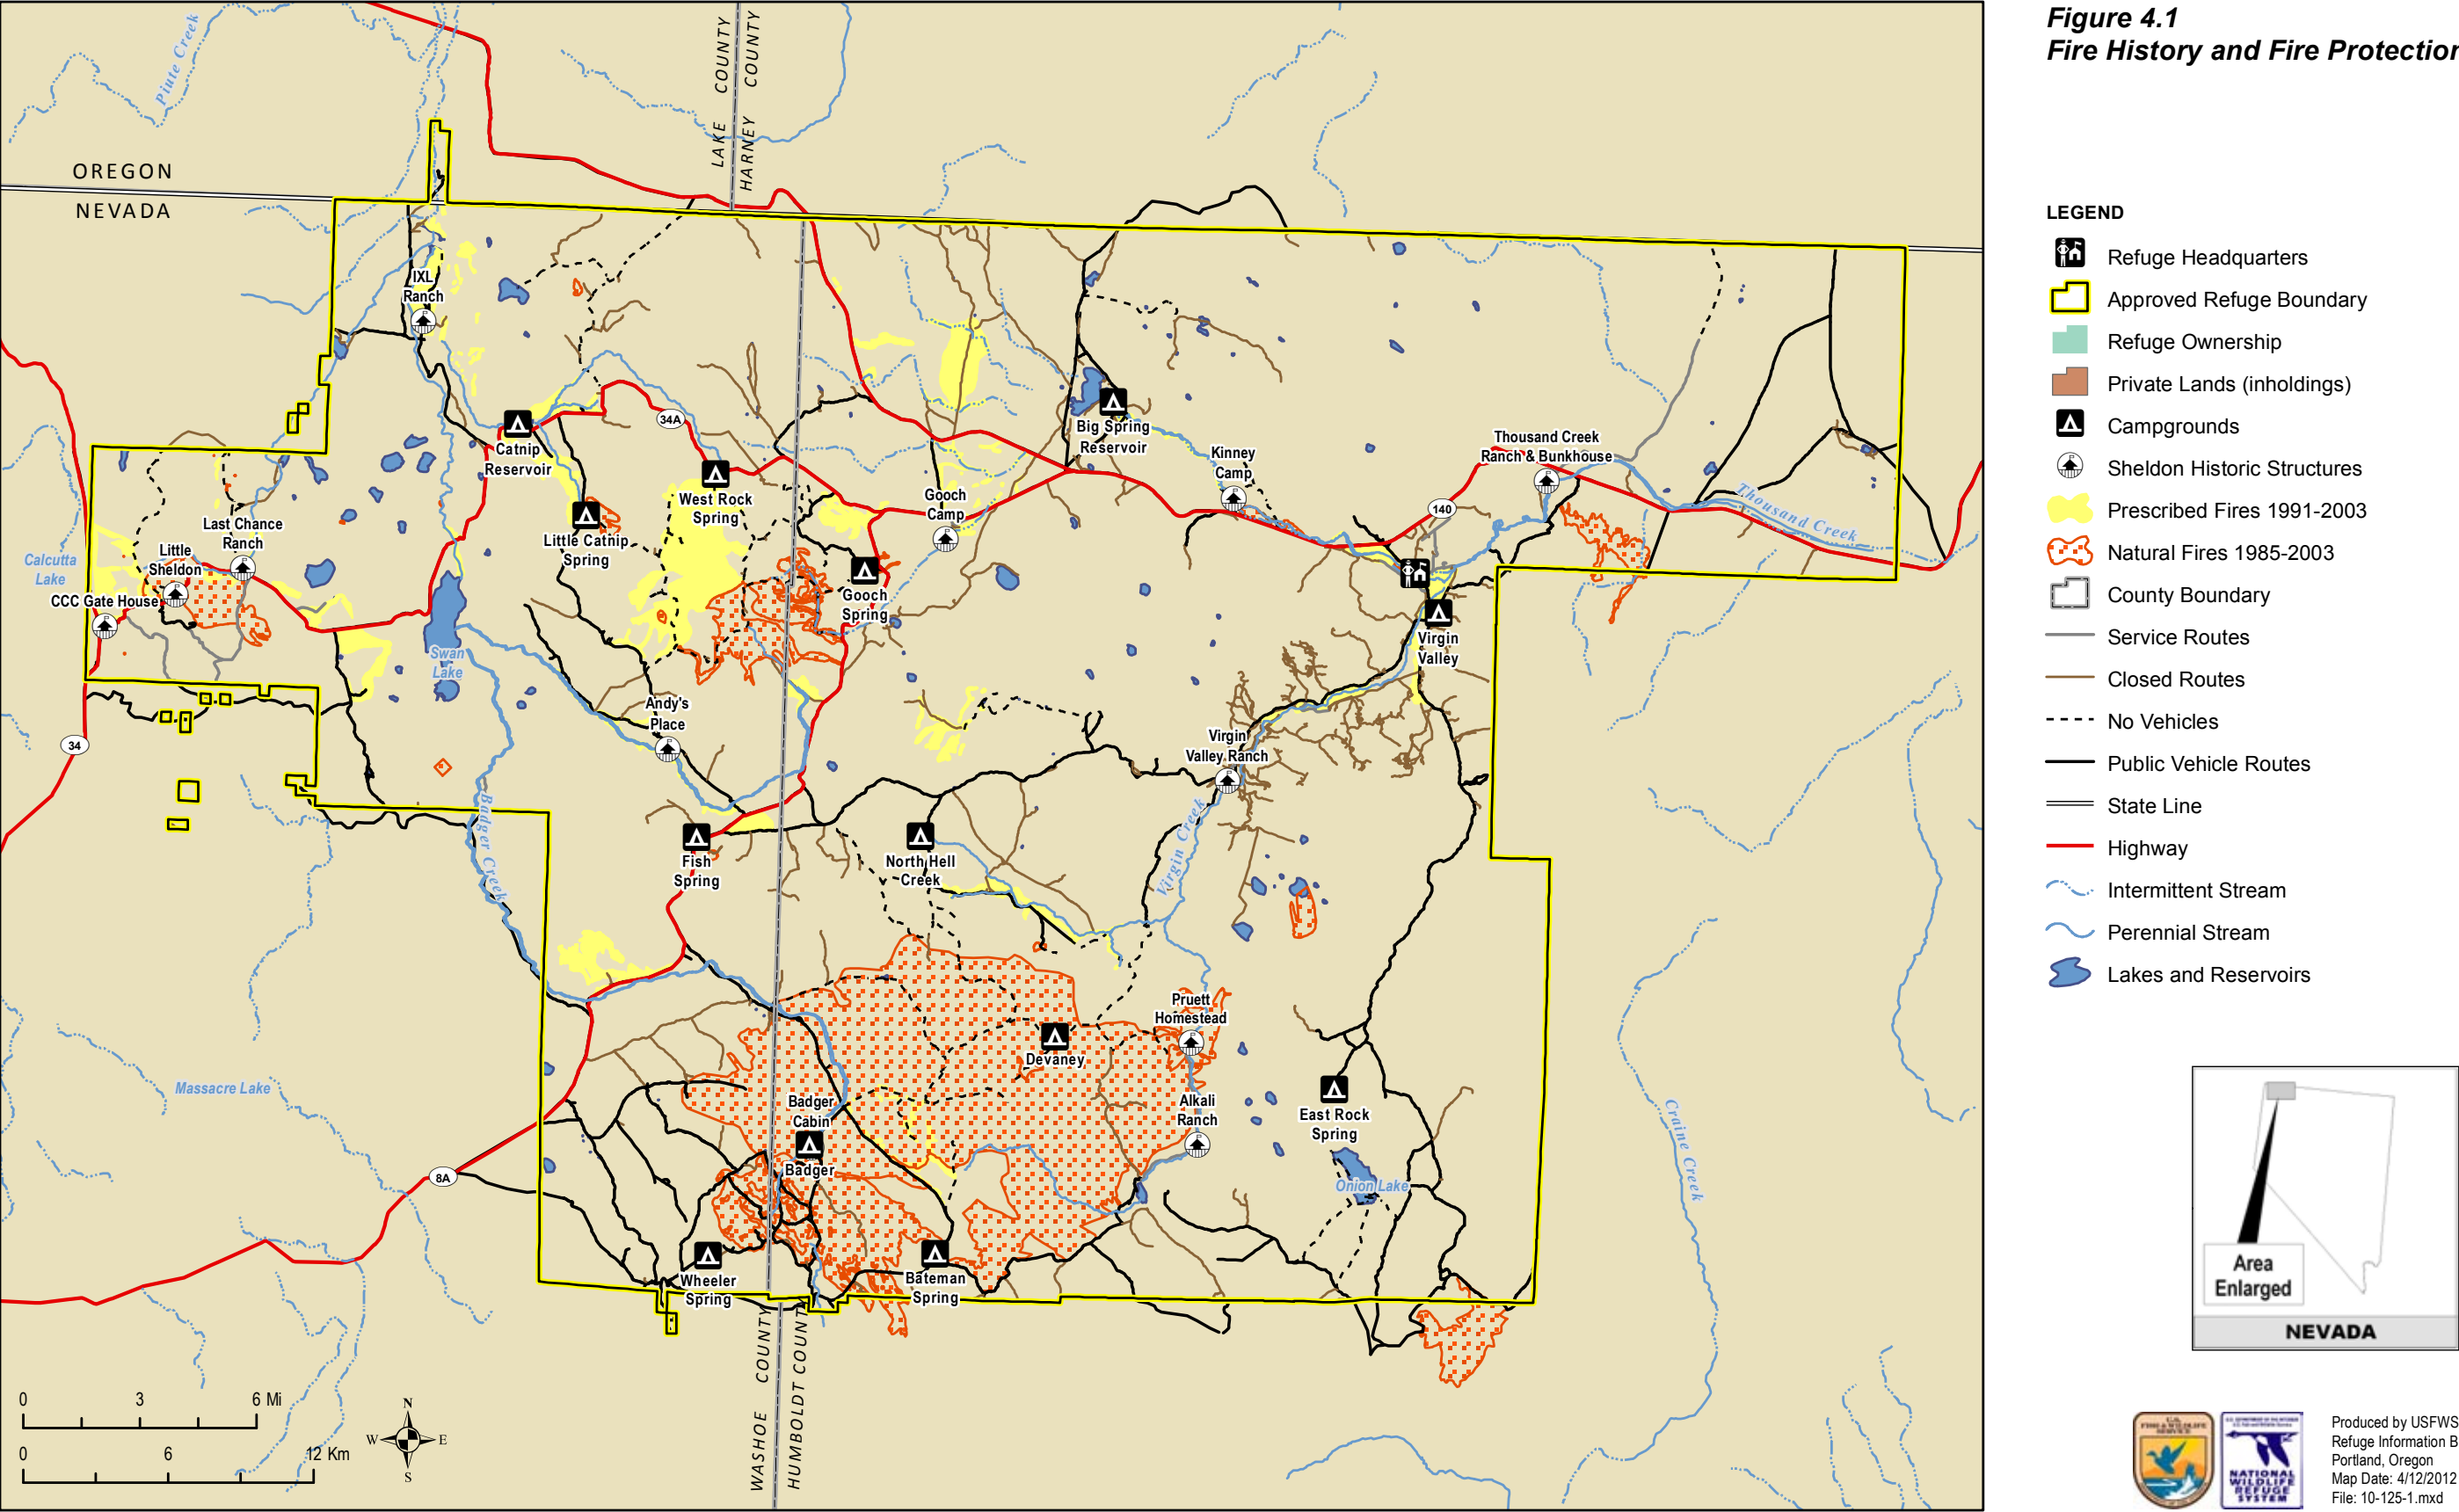 Figure 4.1
Fire History and Fire Protection
LEGEND
Refuge Headquarters
Approved Refuge Boundary
Refuge Ownership
Private Lands (inholdings)
Campgrounds
Sheldon Historic Structures
Prescribed Fires 1991-2003
Natural Fires 1985-2003
County Boundary
Service Routes
Closed Routes
No Vehicles
Public Vehicle Routes
State Line
Highway
Intermittent Stream
Perennial Stream
Lakes and Reservoirs
Area
Enlarged
NEVADA
U.S.
FISH & WILDLIFE
SERVICE
NATIONAL
WILDLIFE
REFUGE
SYSTEM
Produced by USFWS
Refuge Information B
Portland, Oregon
Map Date: 4/12/2012
File: 10-125-1.mxd
Piute Creek
LAKE COUNTY
HARNEY COUNTY
OREGON
NEVADA
IXL
Ranch
34A
Catnip
Reservoir
West Rock
Spring
Little Catnip
Spring
Big Spring
Reservoir
Kinney
Camp
Thousand Creek
Ranch & Bunkhouse
140
Thousand Creek
Gooch
Camp
Gooch
Spring
Last Chance
Ranch
Little
Sheldon
Calcutta
Lake
CCC Gate House
Swan
Lake
Virgin
Valley
Andy's
Place
34
Virgin
Valley Ranch
Badger Creek
Virgin Creek
Fish
Spring
North Hell
Creek
Pruett
Homestead
Devaney
Massacre Lake
Badger
Cabin
Badger
Alkali
Ranch
East Rock
Spring
Craine Creek
8A
Onion Lake
Wheeler
Spring
Bateman
Spring
WASHOE COUNTY
HUMBOLDT COUNT
0 3 6 Mi
0 6 12 Km
N
W E
S